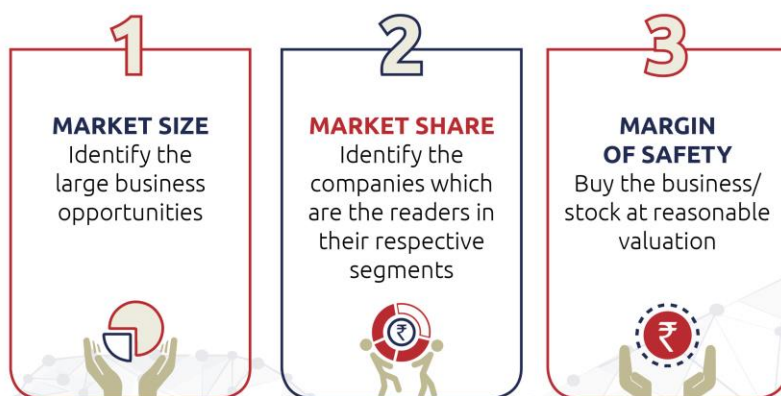 1
MARKET SIZE
Identify the
large business
opportunities
2
MARKET SHARE
Identify the
companies which
are the readers in
their respective
segments
₹
3
MARGIN
OF SAFETY
Buy the business/
stock at reasonable
valuation
₹